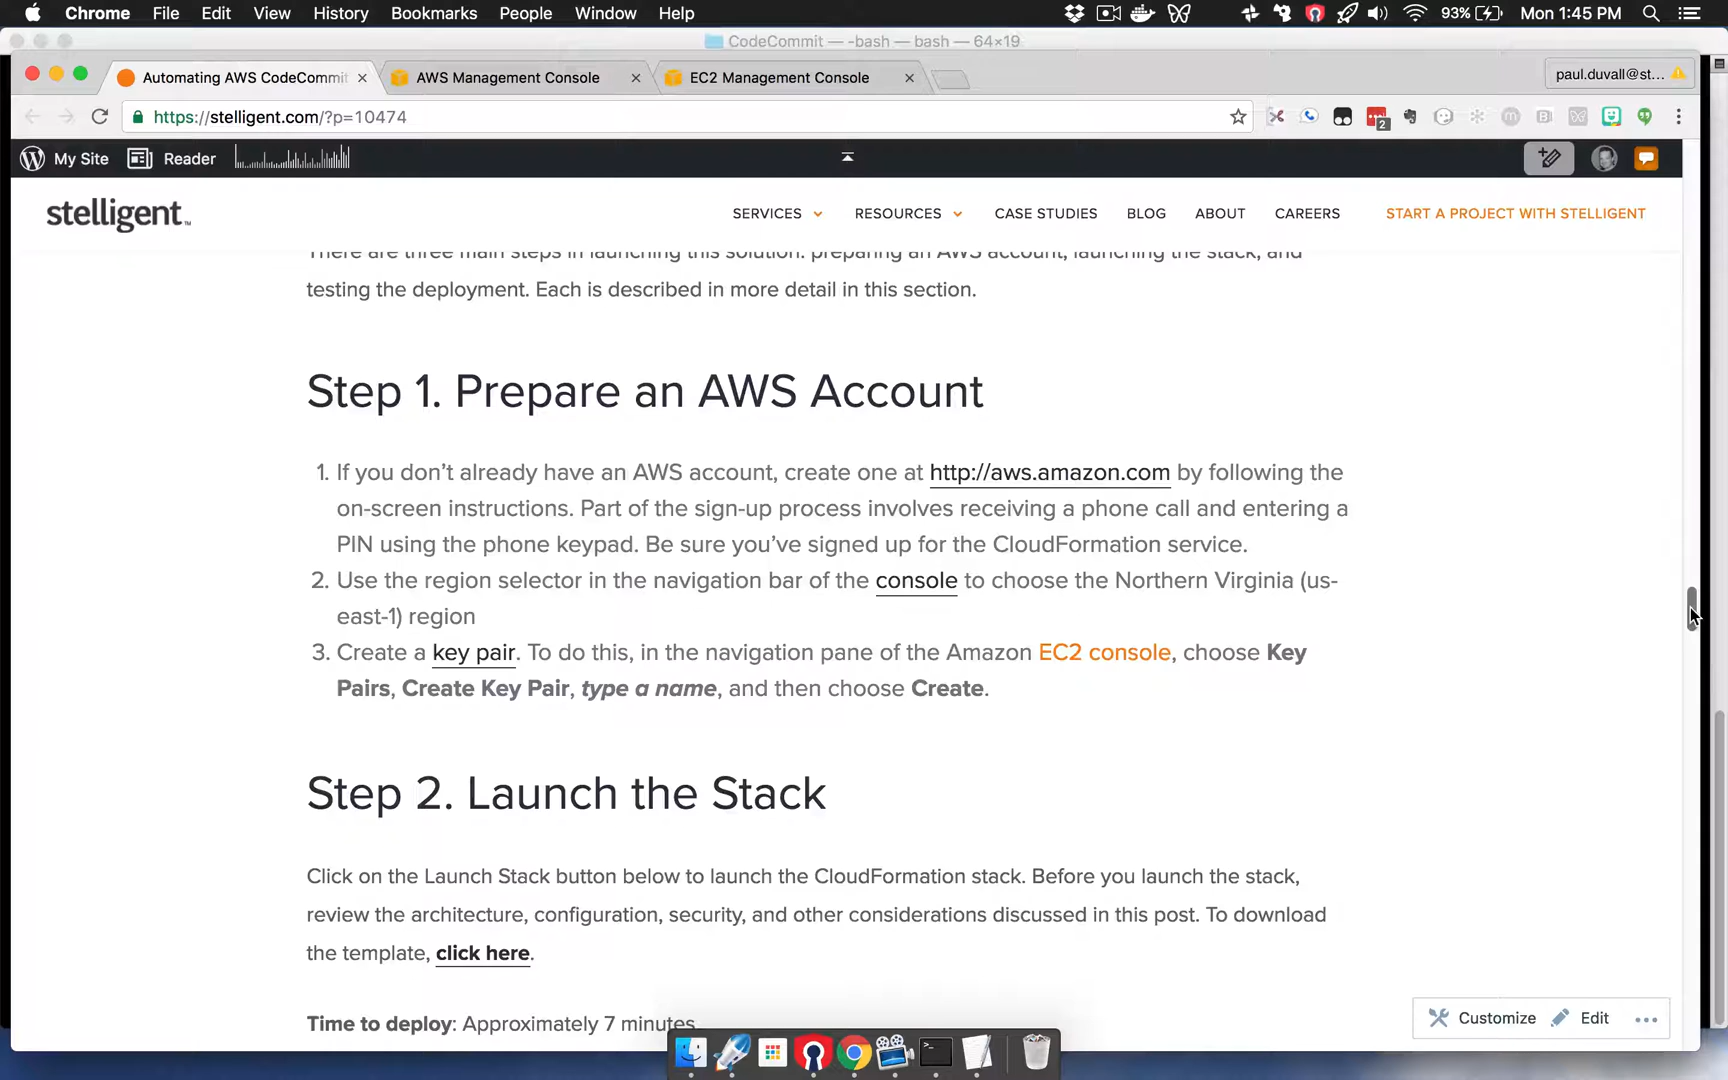 Chrome File Edit View History Bookmarks People Window Help 93% Mon 1:45 PM
CodeCommit — -bash — bash — 64×19
Automating AWS CodeCommit AWS Management Console EC2 Management Console paul.duvall@st...
https://stelligent.com/?p=10474
2
My Site Reader
stelligent™ SERVICES RESOURCES CASE STUDIES BLOG ABOUT CAREERS START A PROJECT WITH STELLIGENT
There are three main steps in launching this solution: preparing an AWS account, launching the stack, and
testing the deployment. Each is described in more detail in this section.
Step 1. Prepare an AWS Account
1. If you don’t already have an AWS account, create one at http://aws.amazon.com by following the
on-screen instructions. Part of the sign-up process involves receiving a phone call and entering a
PIN using the phone keypad. Be sure you’ve signed up for the CloudFormation service.
2. Use the region selector in the navigation bar of the console to choose the Northern Virginia (us-
east-1) region
3. Create a key pair. To do this, in the navigation pane of the Amazon EC2 console, choose Key
Pairs, Create Key Pair, type a name, and then choose Create.
Step 2. Launch the Stack
Click on the Launch Stack button below to launch the CloudFormation stack. Before you launch the stack,
review the architecture, configuration, security, and other considerations discussed in this post. To download
the template, click here.
Time to deploy: Approximately 7 minutes
Customize Edit